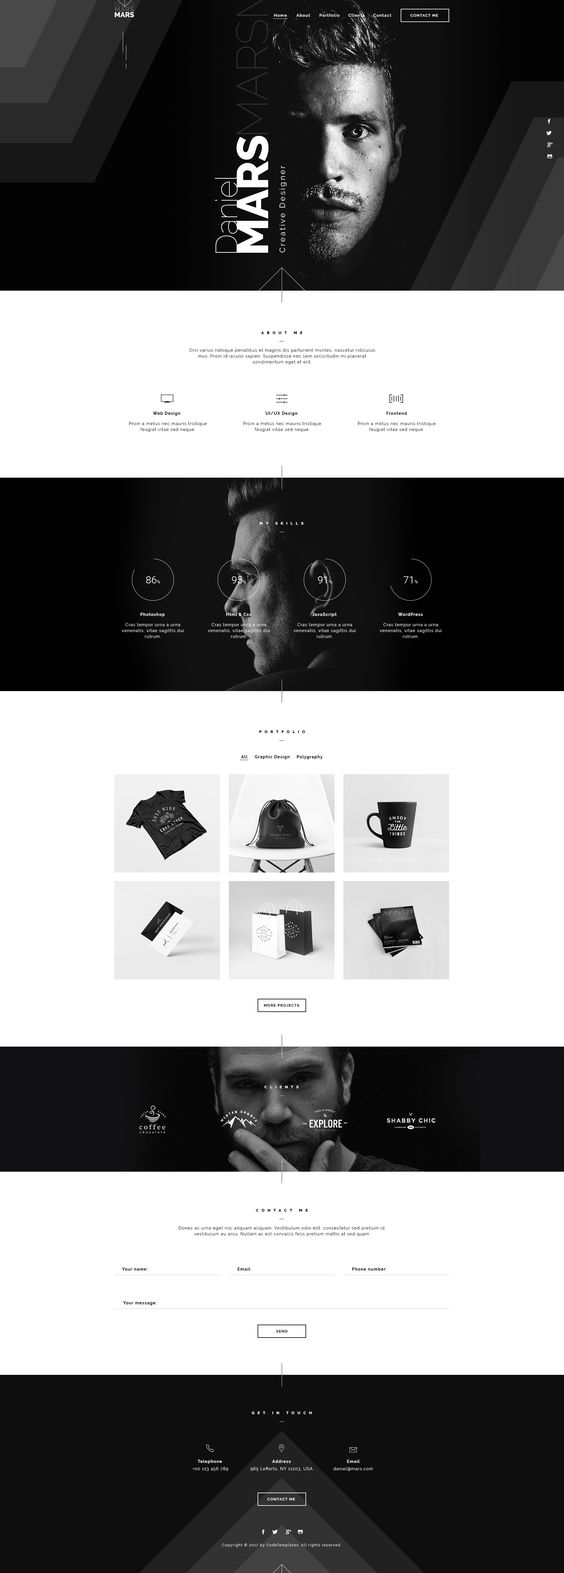 MARS
Home About Portfolio Clients Contact CONTACT ME
MARS
Daniel
MARS
Creative Designer
ABOUT ME
Orci varius natoque penatibus et magnis dis parturient montes, nascetur ridiculus
mus. Proin id iaculis sapien. Suspendisse nec sem sollicitudin mi placerat
condimentum eget et elit.
Web Design
Proin a metus nec mauris tristique
feugiat vitae sed neque
UI/UX Design
Proin a metus nec mauris tristique
feugiat vitae sed neque
Frontend
Proin a metus nec mauris tristique
feugiat vitae sed neque
MY SKILLS
86%
Photoshop
Cras tempor urna a urna
venenatis, vitae sagittis dui
rutrum
95%
Html & Css
Cras tempor urna a urna
venenatis, vitae sagittis dui
rutrum
91%
JavaScript
Cras tempor urna a urna
venenatis, vitae sagittis dui
rutrum
71%
WordPress
Cras tempor urna a urna
venenatis, vitae sagittis dui
rutrum
PORTFOLIO
All Graphic Design Polygraphy
JUST RIDE
ENJOY
THE
Little
THINGS
MORE PROJECTS
CLIENTS
coffee
chocolate
WINTER SPORTS
EXPLORE
SHABBY CHIC
CONTACT ME
Donec ac urna eget nisi aliquam aliquam. Vestibulum odio elit, consectetur sed pretium id,
vestibulum eu arcu. Nullam ac est convallis felis pretium mattis at sed quam
Your name:
Email:
Phone number:
Your message:
SEND
GET IN TOUCH
Telephone
+10 123 456 789
Address
965 Lefferts, NY 11203, USA
Email
daniel@mars.com
CONTACT ME
Copyright © 2017 by CodeTemplates. All rights reserved.